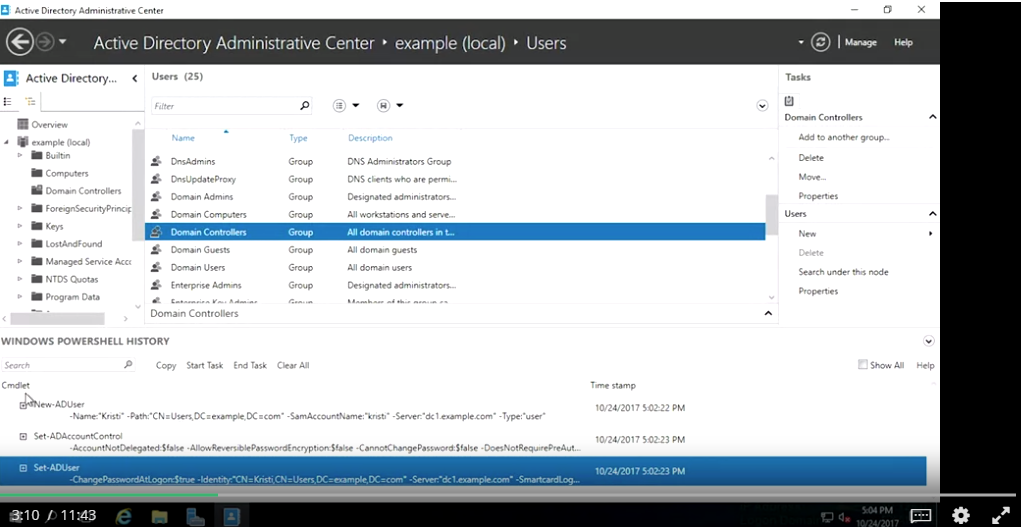 Active Directory Administrative Center
Active Directory Administrative Center • example (local) • Users
Manage
Help
Active Directory...
Overview
example (local)
Builtin
Computers
Domain Controllers
ForeignSecurityPrincip
Keys
LostAndFound
Managed Service Acco
NTDS Quotas
Program Data
Users (25)
Filter
Name Type Description
DnsAdmins Group DNS Administrators Group
DnsUpdateProxy Group DNS clients who are permi...
Domain Admins Group Designated administrators...
Domain Computers Group All workstations and serve...
Domain Controllers Group All domain controllers in t...
Domain Guests Group All domain guests
Domain Users Group All domain users
Enterprise Admins Group Designated administrators...
Enterprise Key Admins Group Members of this group ca...
Domain Controllers
Tasks
Domain Controllers
Add to another group...
Delete
Move...
Properties
Users
New
Delete
Search under this node
Properties
WINDOWS POWERSHELL HISTORY
Search
Copy Start Task End Task Clear All
Show All Help
Cmdlet Time stamp
New-ADUser 10/24/2017 5:02:22 PM
-Name:"Kristi" -Path:"CN=Users,DC=example,DC=com" -SamAccountName:"kristi" -Server:"dc1.example.com" -Type:"user"
Set-ADAccountControl 10/24/2017 5:02:23 PM
-AccountNotDelegated:$false -AllowReversiblePasswordEncryption:$false -CannotChangePassword:$false -DoesNotRequirePreAut...
Set-ADUser 10/24/2017 5:02:23 PM
-ChangePasswordAtLogon:$true -Identity:"CN=Kristi,CN=Users,DC=example,DC=com" -Server:"dc1.example.com" -SmartcardLog...
3:10 / 11:43
5:04 PM
10/24/2017